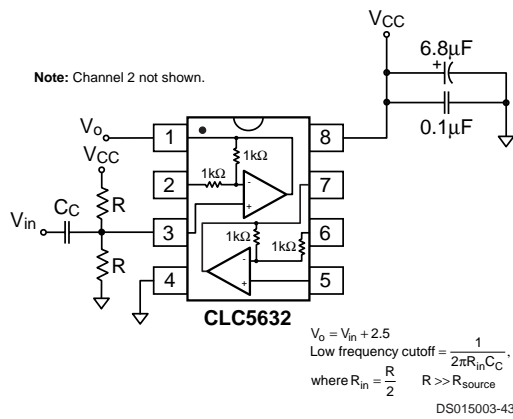 VCC
6.8µF
+
Note: Channel 2 not shown.
0.1µF
Vo
1
8
VCC
1kΩ
2
1kΩ
7
-
+
R
CC
Vin
3
6
1kΩ
1kΩ
R
-
4
5
+
CLC5632
Vo = Vin + 2.5
Low frequency cutoff = 1 / 2πRinCC,
where Rin = R / 2 R >> Rsource
DS015003-43